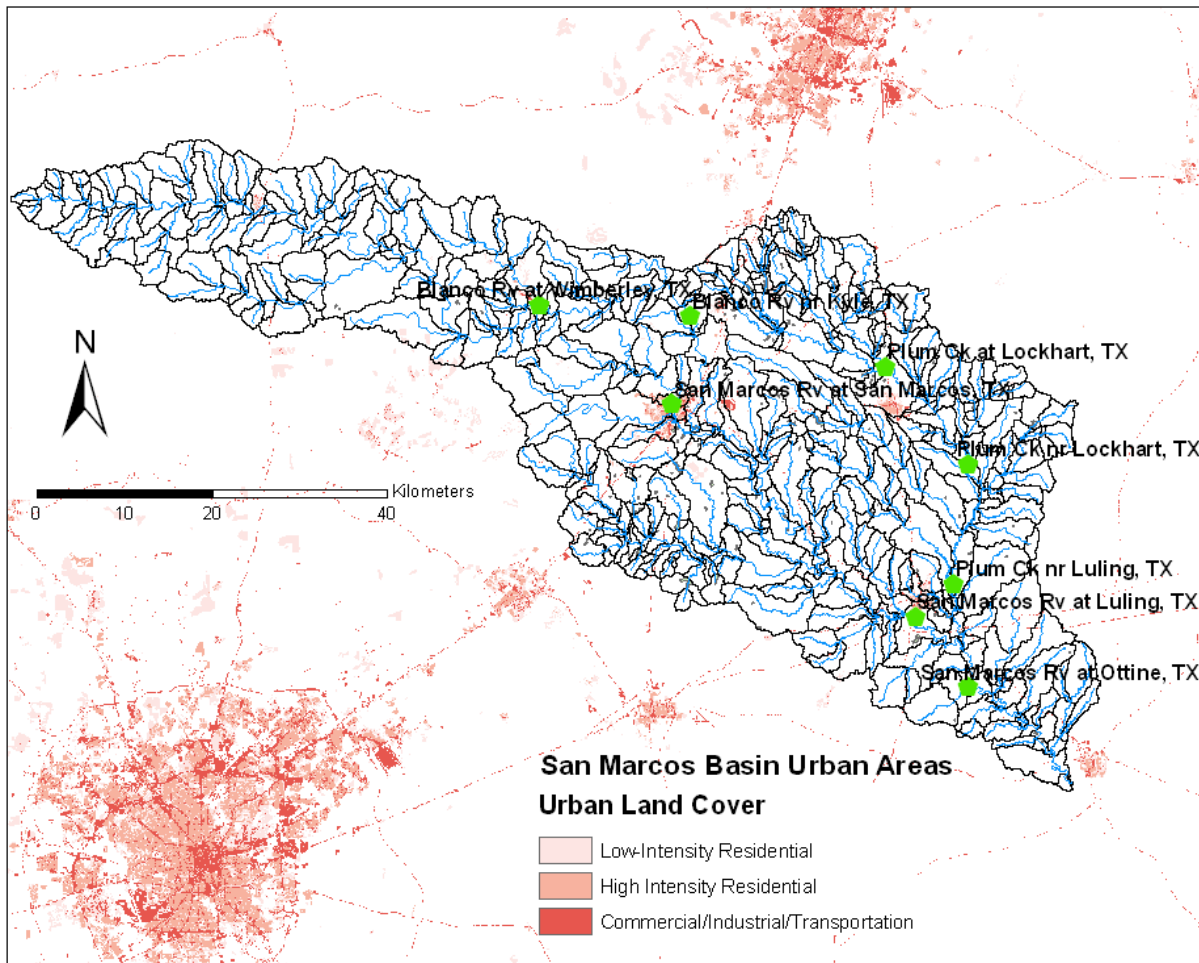 Blanco Rv at Wimberley, TX
Blanco Rv nr Kyle, TX
Plum Ck at Lockhart, TX
San Marcos Rv at San Marcos, TX
N
Plum Ck nr Lockhart, TX
Kilometers
0 10 20 40
Plum Ck nr Luling, TX
San Marcos Rv at Luling, TX
San Marcos Rv at Ottine, TX
San Marcos Basin Urban Areas
Urban Land Cover
Low-Intensity Residential
High Intensity Residential
Commercial/Industrial/Transportation